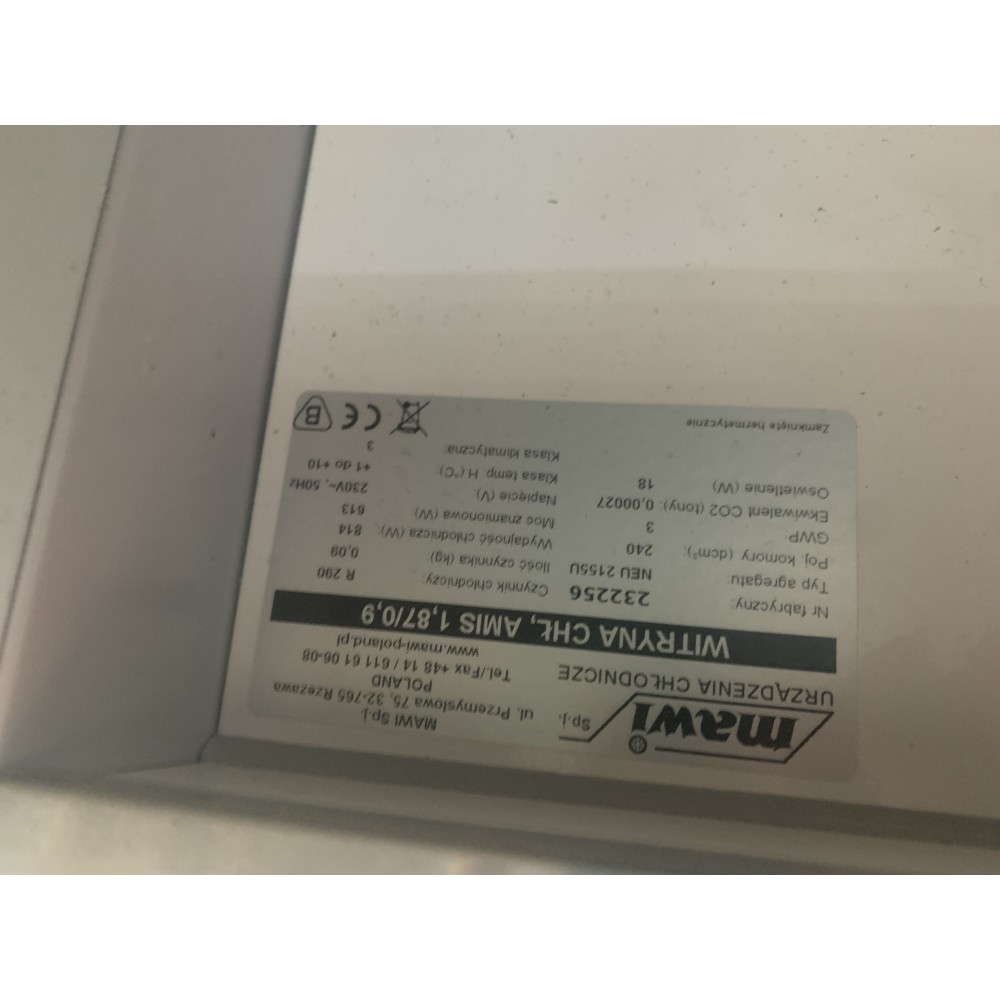 mawi Sp.j.
URZĄDZENIA CHŁODNICZE
MAWI Sp.j.
ul. Przemysłowa 75, 32-765 Rzezawa
POLAND
Tel./Fax +48 14 / 611 61 06-08
www.mawi-poland.pl
WITRYNA CHŁ, AMIS 1,87/0,9
Nr fabryczny: 232256
Typ agregatu: NEU 2155U
Poj. komory (dcm³): 240
GWP: 3
Ekwiwalent CO2 (tony): 0,00027
Oświetlenie (W) 18
Zamknięte hermetycznie
Czynnik chłodniczy: R 290
Ilość czynnika (kg): 0,09
Wydajność chłodnicza (W): 814
Moc znamionowa (W) 613
Napięcie (V): 230V~, 50Hz
Klasa temp. H (°C): +1 do +10
Klasa klimatyczna: 3
CE B